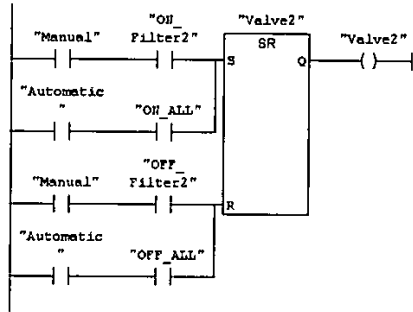 "ON_
"Manual" Filter2" "Valve2"
SR "Valve2"
S Q
"Automatic
" "ON_ALL"
"OFF_
"Manual" Filter2"
R
"Automatic
" "OFF_ALL"